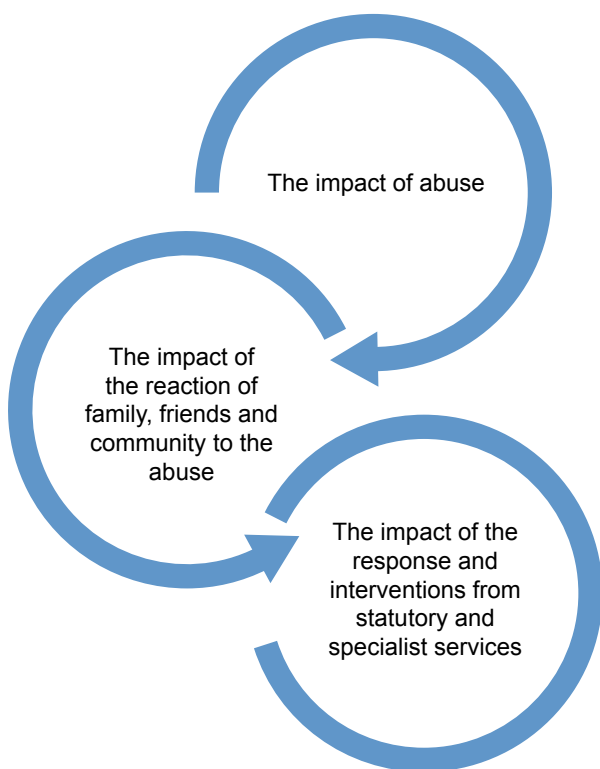 The impact of abuse
The impact of
the reaction of
family, friends and
community to the
abuse
The impact of the
response and
interventions from
statutory and
specialist services